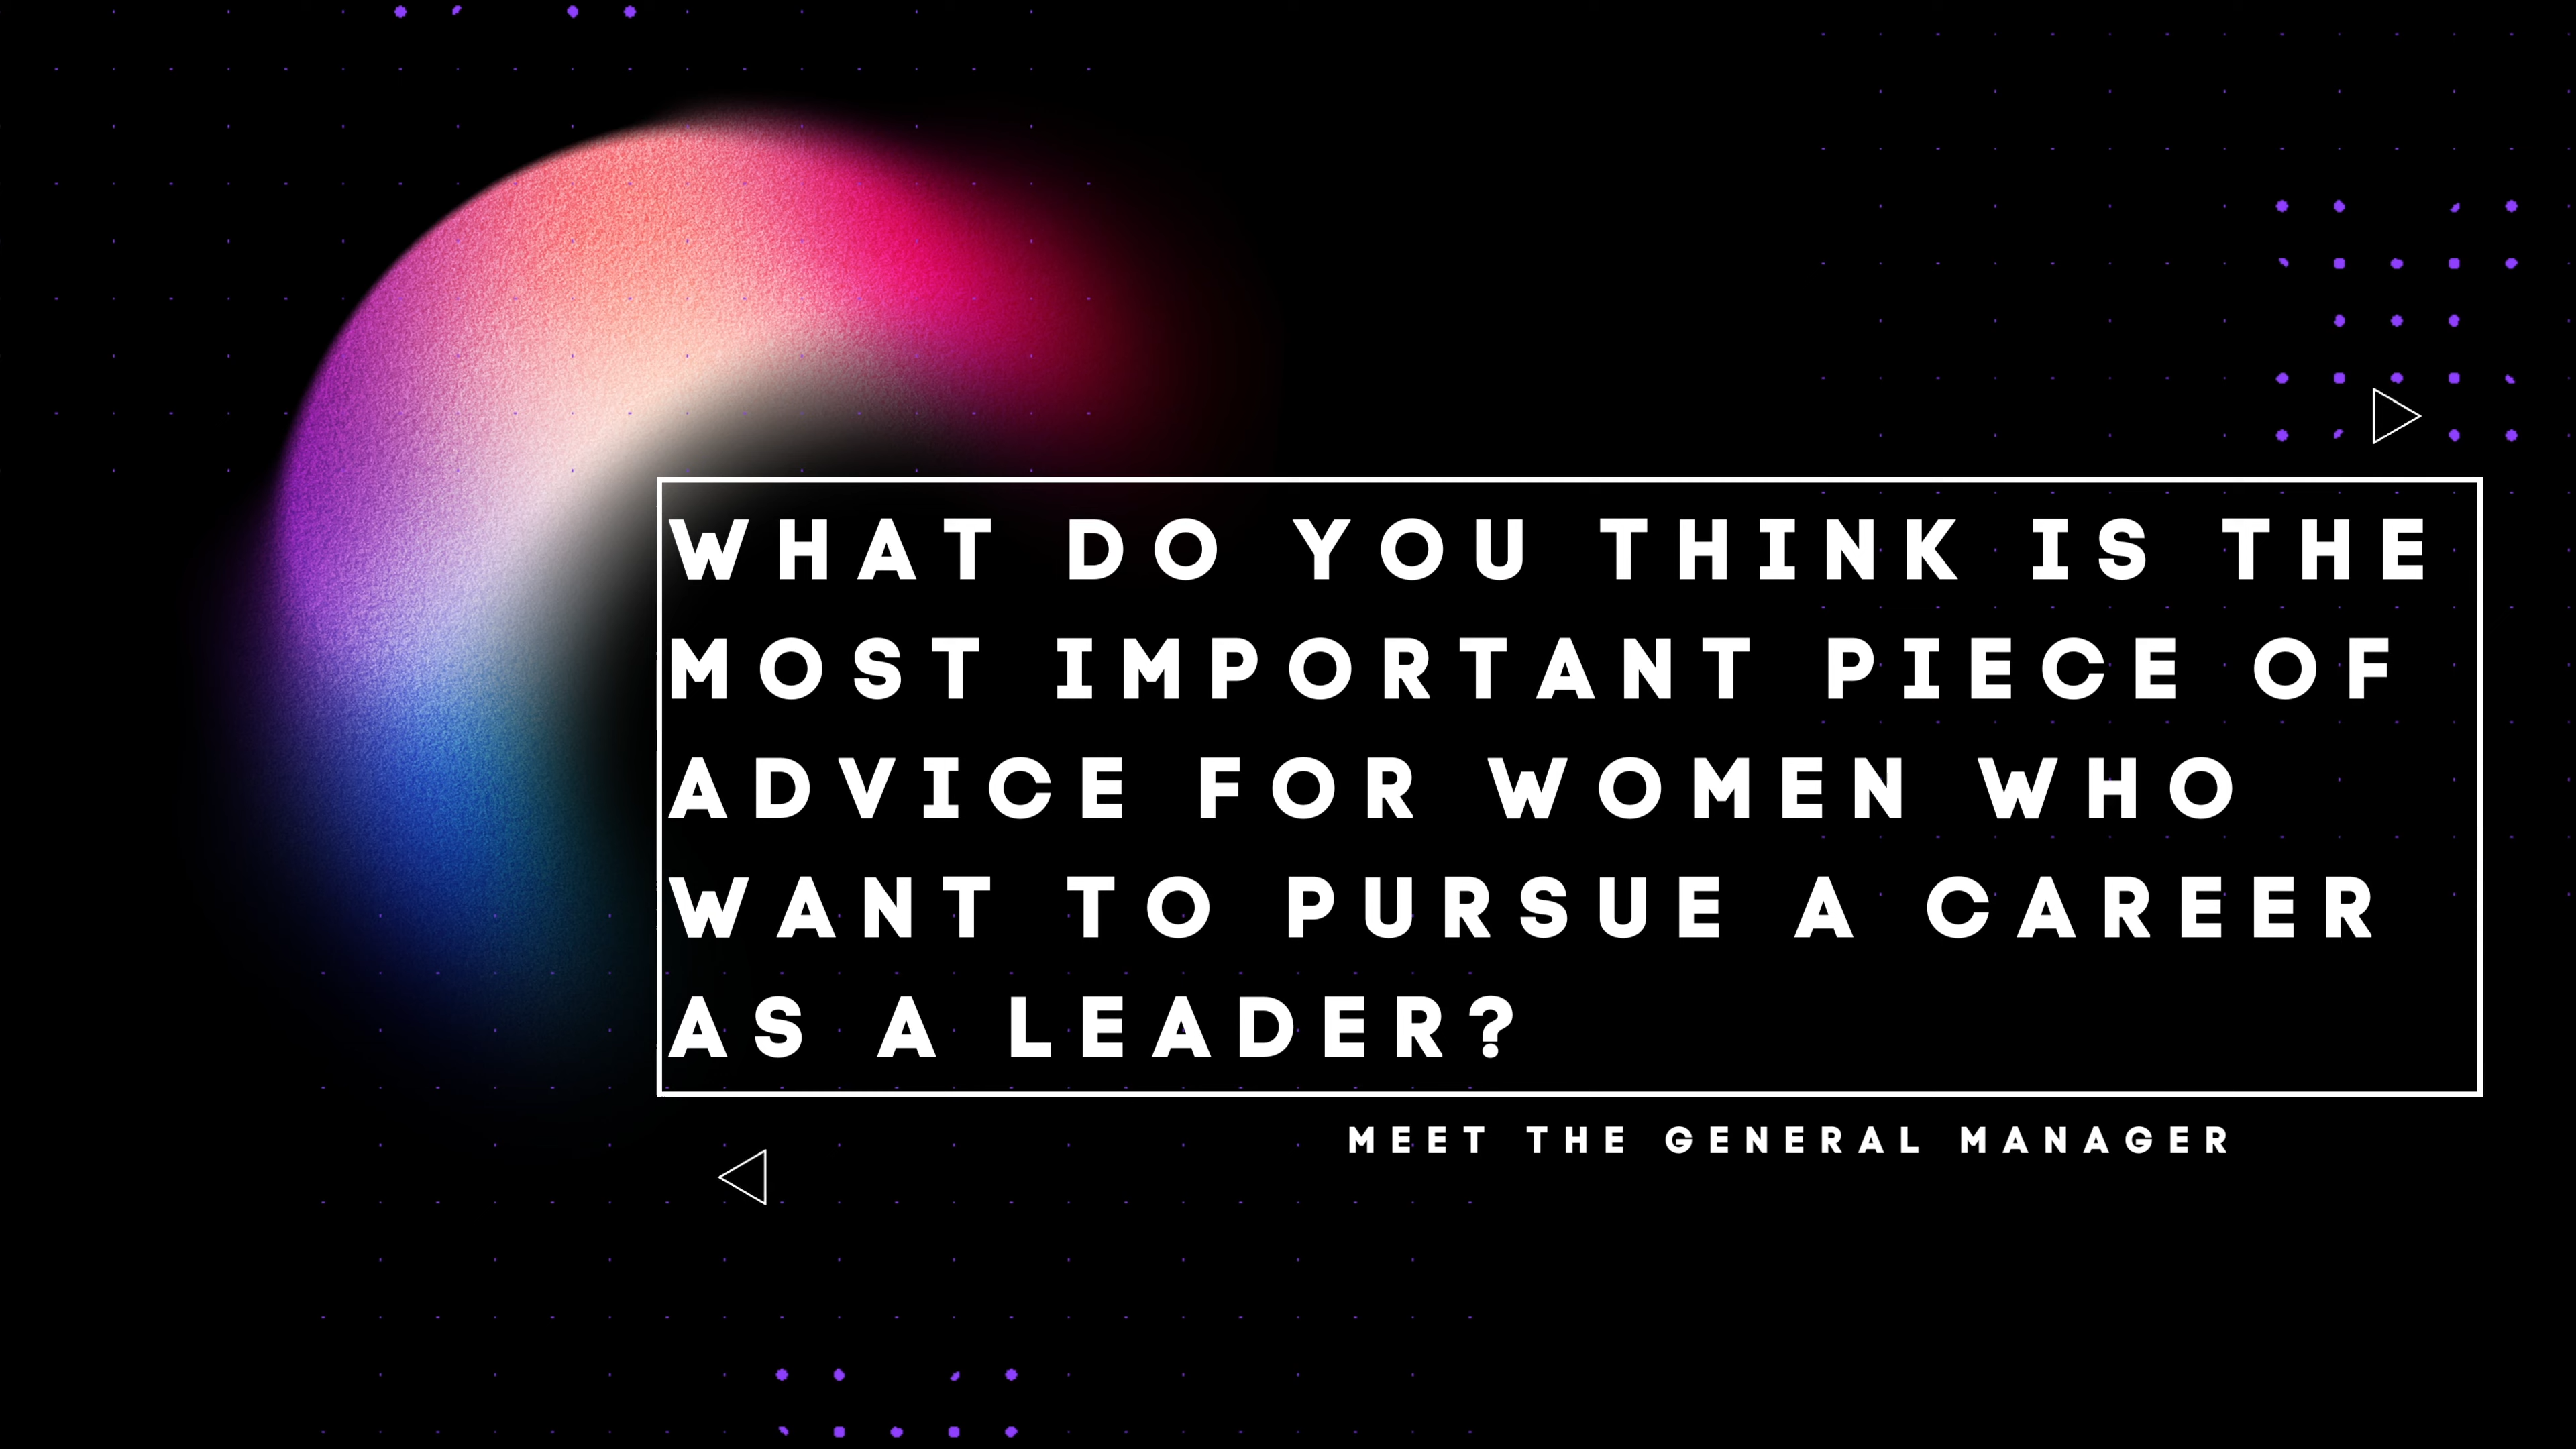 WHAT DO YOU THINK IS THE
MOST IMPORTANT PIECE OF
ADVICE FOR WOMEN WHO
WANT TO PURSUE A CAREER
AS A LEADER?
MEET THE GENERAL MANAGER